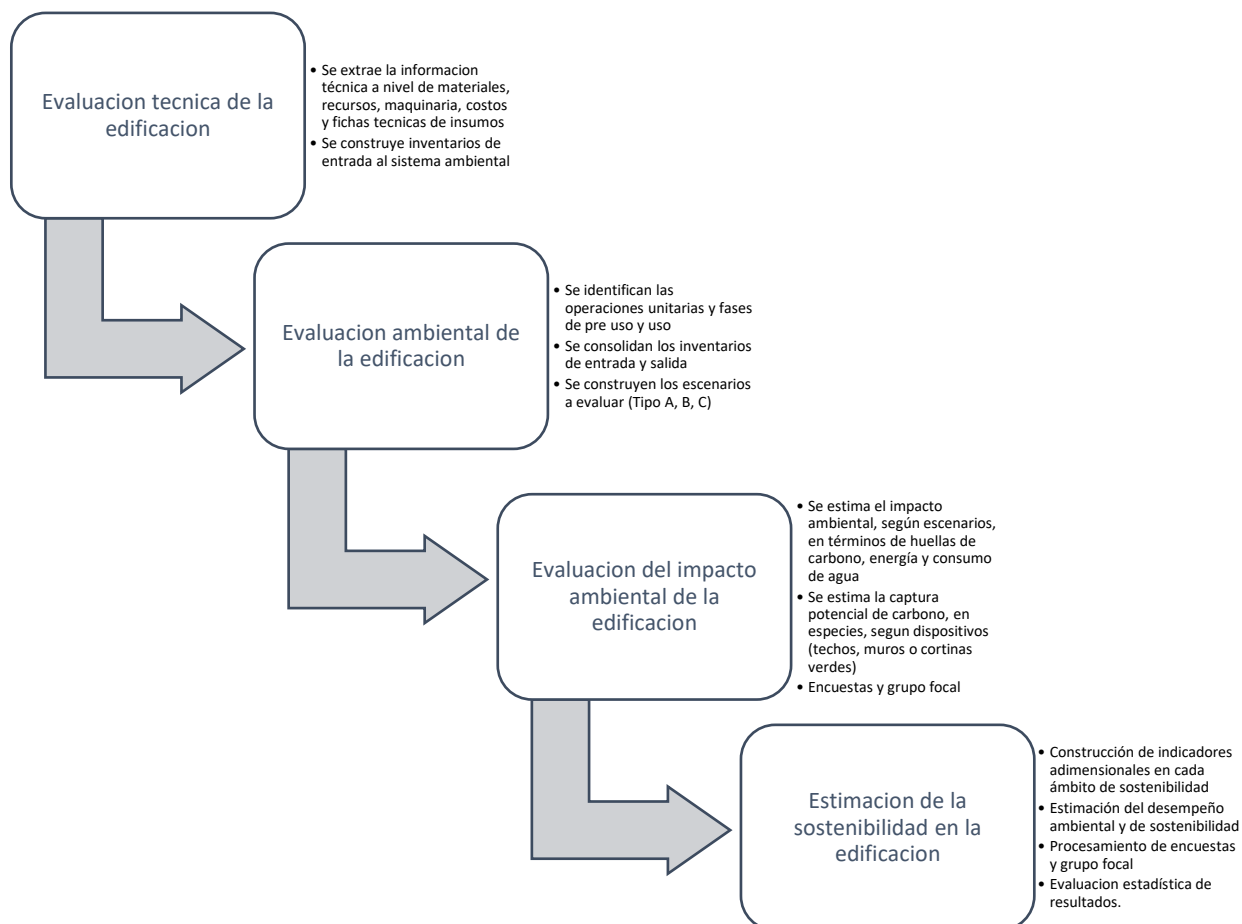 Evaluacion tecnica de la
edificacion
• Se extrae la informacion
técnica a nivel de materiales,
recursos, maquinaria, costos
y fichas tecnicas de insumos
• Se construye inventarios de
entrada al sistema ambiental
Evaluacion ambiental de
la edificacion
• Se identifican las
operaciones unitarias y fases
de pre uso y uso
• Se consolidan los inventarios
de entrada y salida
• Se construyen los escenarios
a evaluar (Tipo A, B, C)
Evaluacion del impacto
ambiental de la
edificacion
• Se estima el impacto
ambiental, según escenarios,
en términos de huellas de
carbono, energía y consumo
de agua
• Se estima la captura
potencial de carbono, en
especies, segun dispositivos
(techos, muros o cortinas
verdes)
• Encuestas y grupo focal
Estimacion de la
sostenibilidad en la
edificacion
• Construcción de indicadores
adimensionales en cada
ámbito de sostenibilidad
• Estimación del desempeño
ambiental y de sostenibilidad
• Procesamiento de encuestas
y grupo focal
• Evaluacion estadística de
resultados.